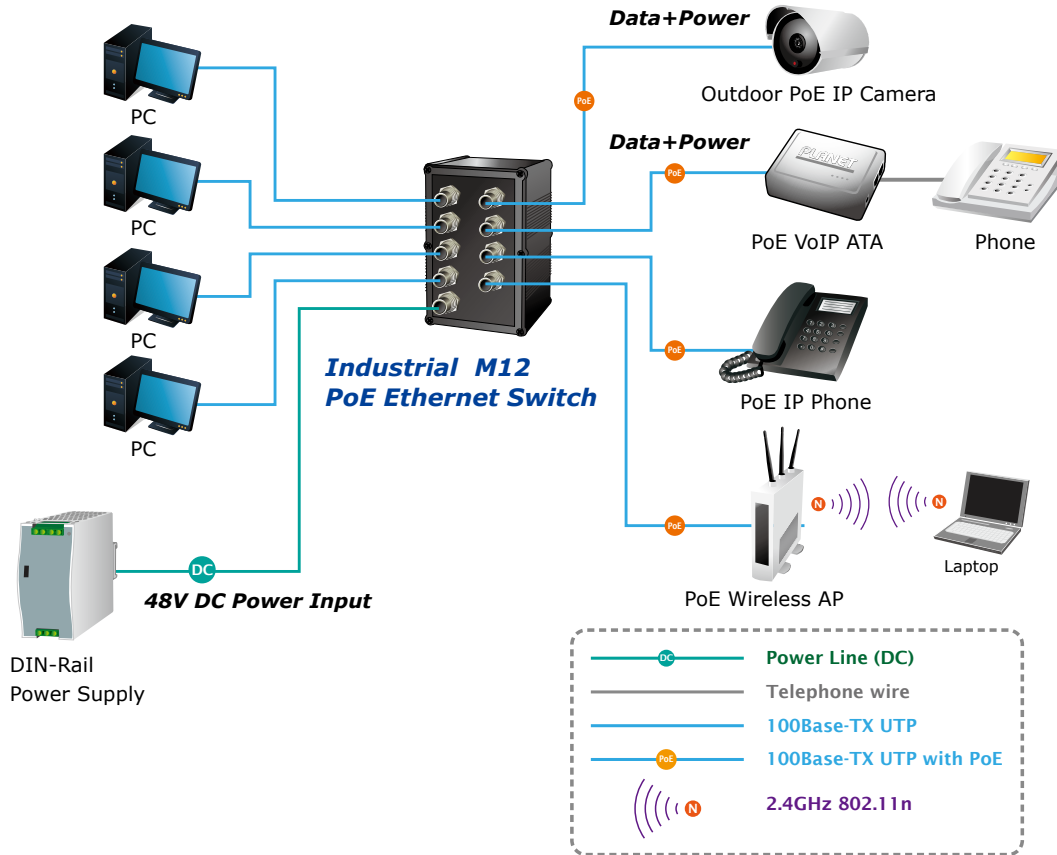 Data+Power
PoE
Outdoor PoE IP Camera
PC
Data+Power
PoE
PLANET
PoE VoIP ATA
Phone
PC
PC
Industrial M12
PoE Ethernet Switch
PoE
PoE IP Phone
PC
PoE
N
N
PoE Wireless AP
Laptop
DC
48V DC Power Input
DIN-Rail
Power Supply
DC
Power Line (DC)
Telephone wire
100Base-TX UTP
PoE
100Base-TX UTP with PoE
N
2.4GHz 802.11n